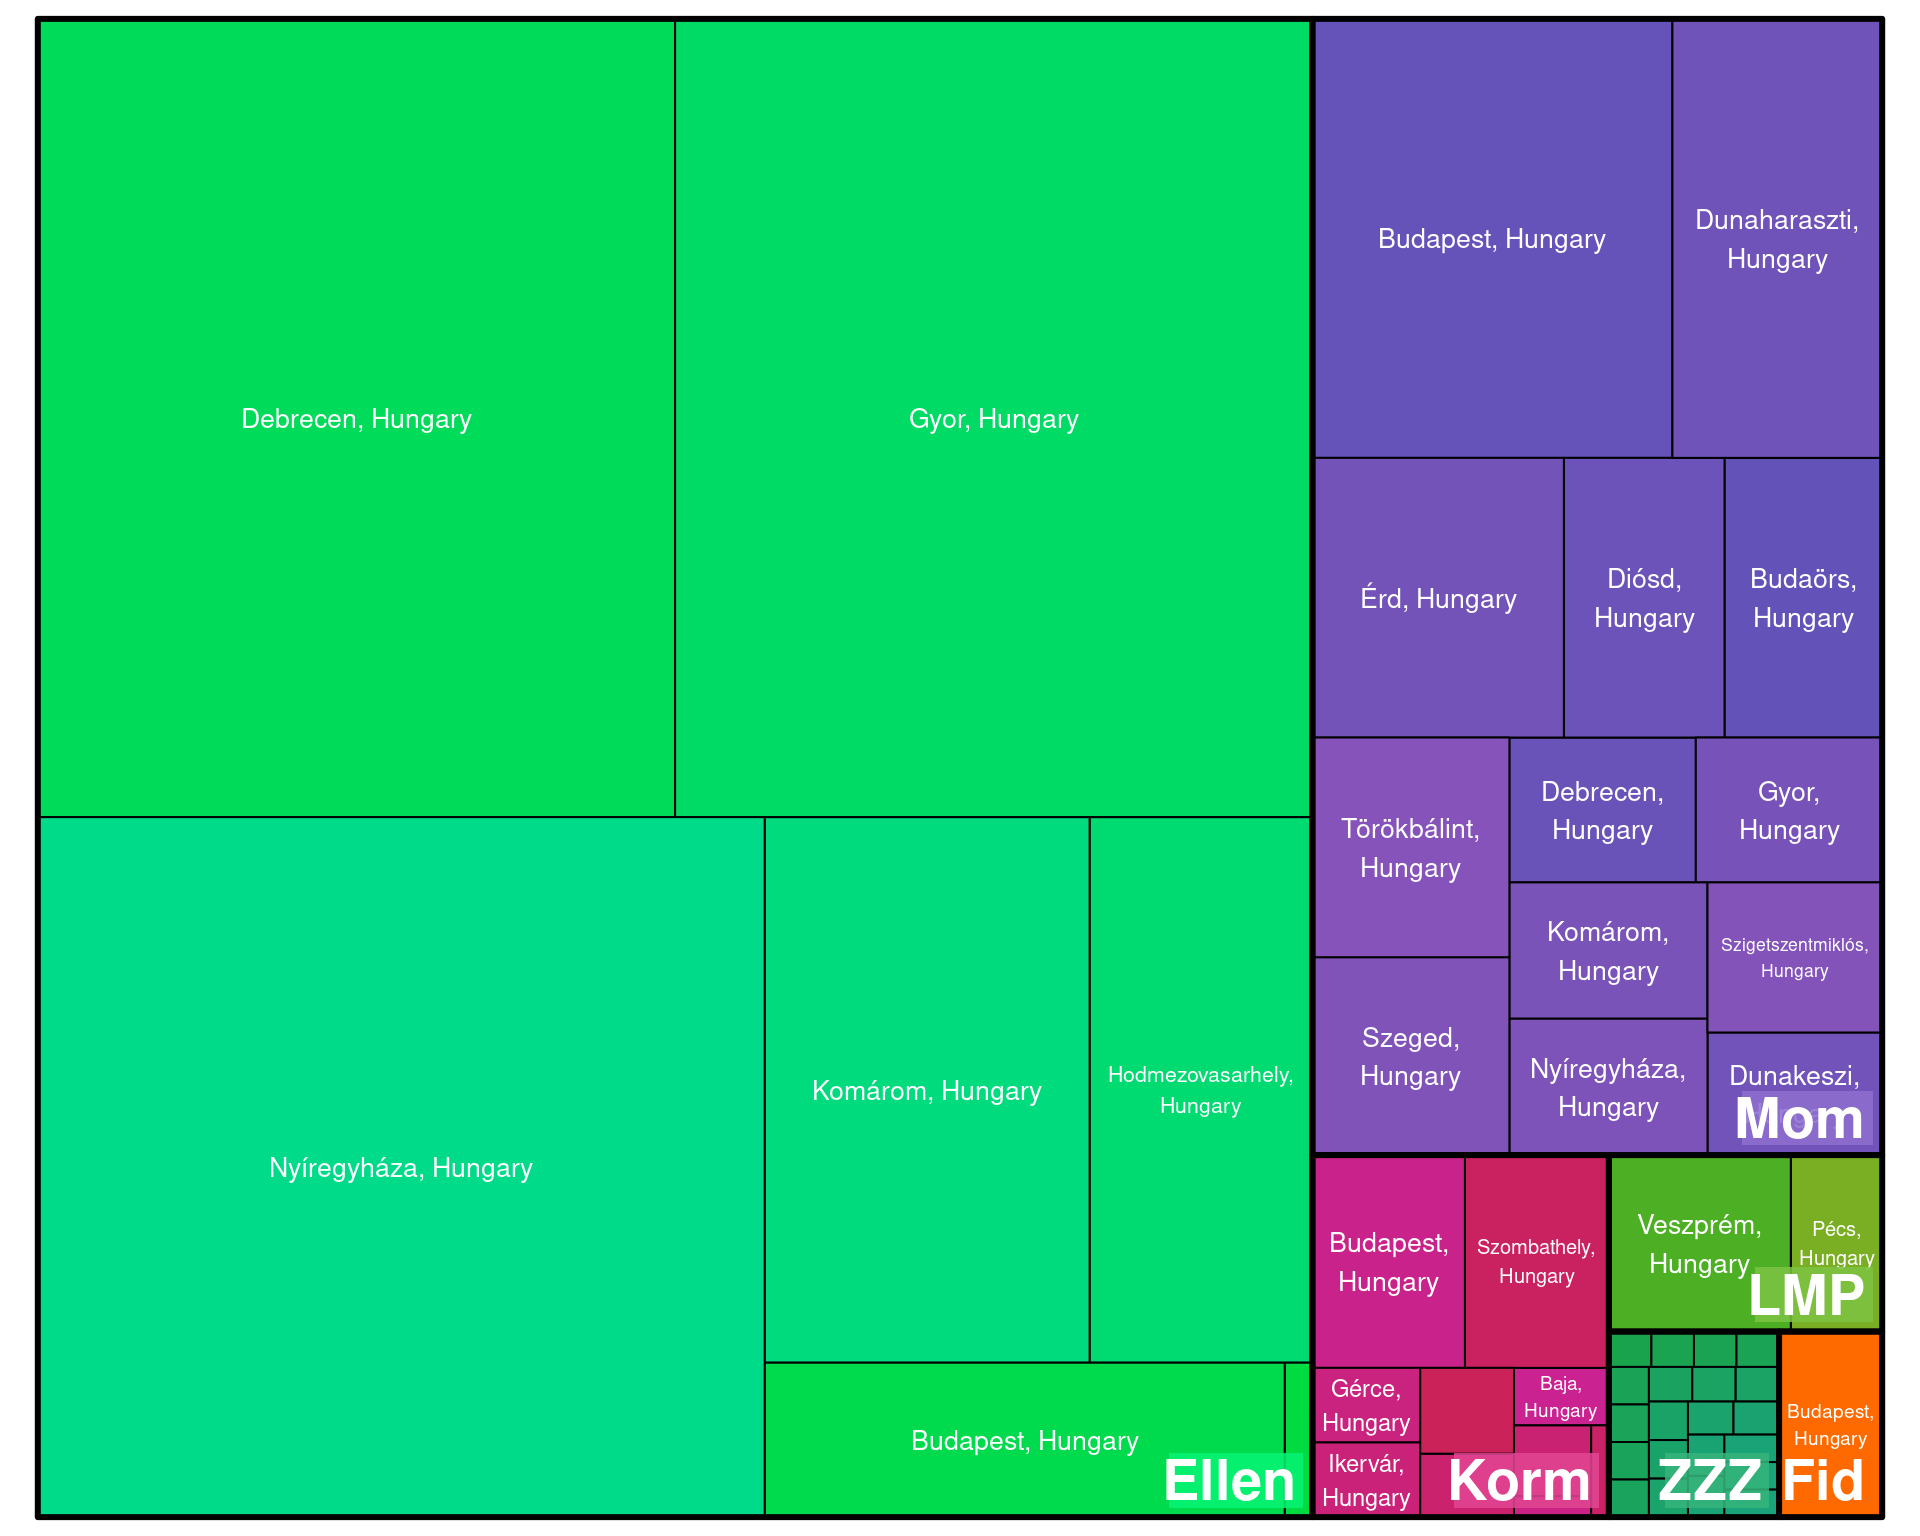 Debrecen, Hungary
Gyor, Hungary
Nyíregyháza, Hungary
Komárom, Hungary
Hodmezovasarhely,
Hungary
Budapest, Hungary
Ellen
Budapest, Hungary
Dunaharaszti,
Hungary
Érd, Hungary
Diósd,
Hungary
Budaörs,
Hungary
Törökbálint,
Hungary
Debrecen,
Hungary
Gyor,
Hungary
Komárom,
Hungary
Szigetszentmiklós,
Hungary
Szeged,
Hungary
Nyíregyháza,
Hungary
Dunakeszi,
Mom
Budapest,
Hungary
Szombathely,
Hungary
Gérce,
Hungary
Baja,
Hungary
Ikervár,
Hungary
Korm
Veszprém,
Hungary
Pécs,
Hungary
LMP
ZZZ
Budapest,
Hungary
Fid